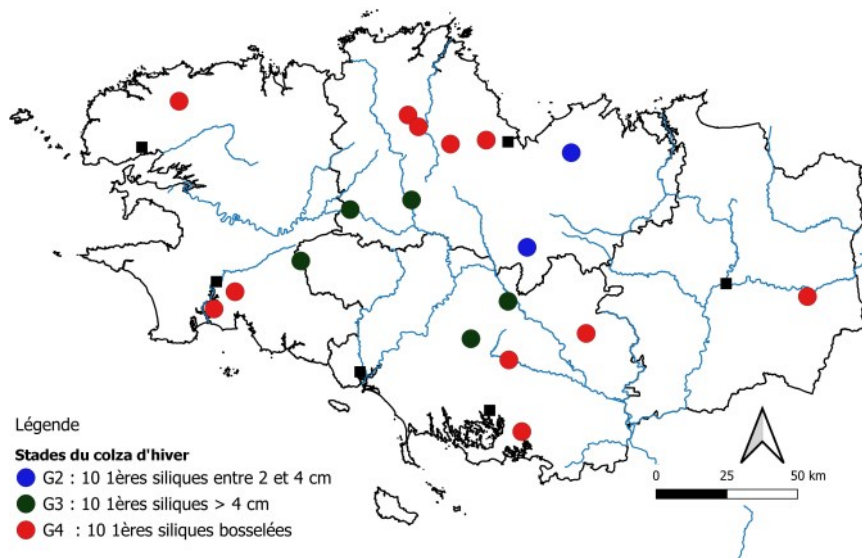 Légende
Stades du colza d'hiver
G2 : 10 1ères siliques entre 2 et 4 cm
G3 : 10 1ères siliques > 4 cm
G4 : 10 1ères siliques bosselées
0 25 50 km